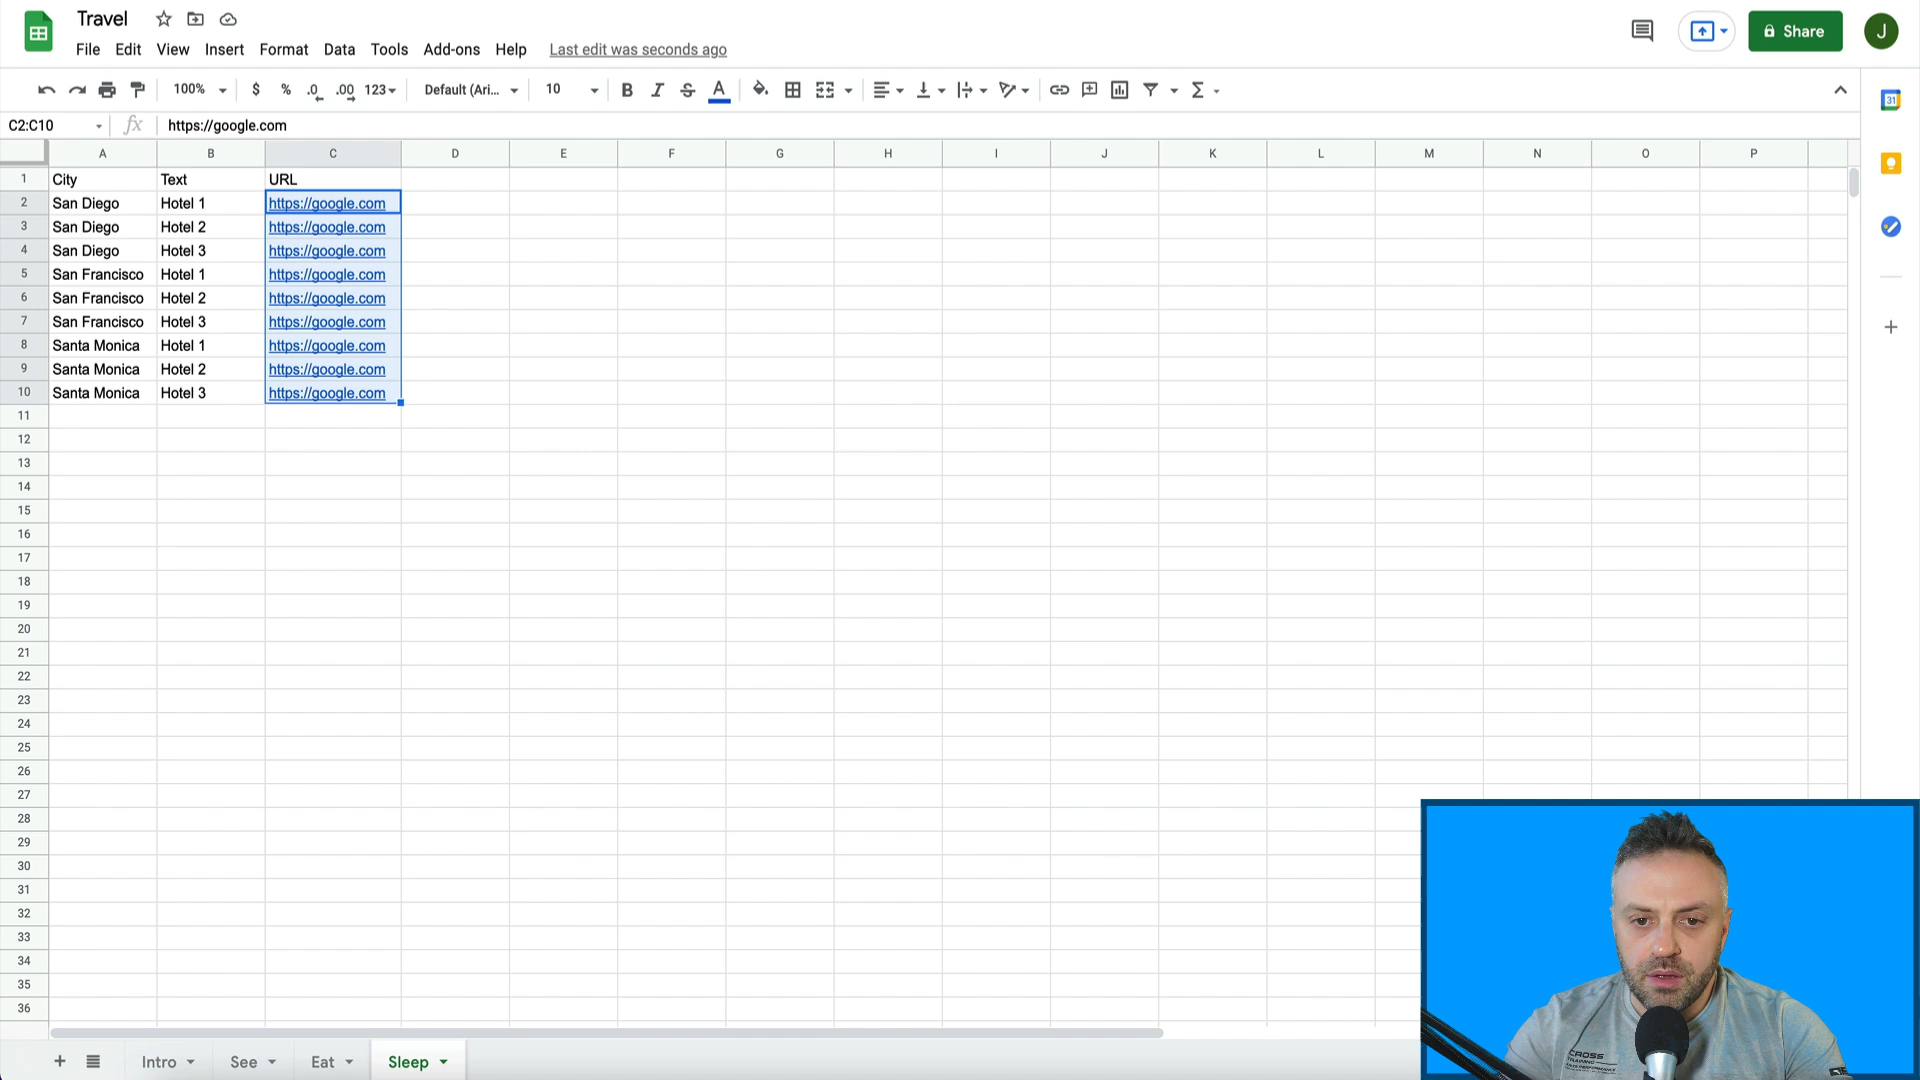 Travel
File Edit View Insert Format Data Tools Add-ons Help Last edit was seconds ago
Share
J
100% $ % .0 .00 123 Default (Ari... 10 B I S A Σ
31
C2:C10 fx https://google.com
A B C D E F G H I J K L M N O P
1 City Text URL
2 San Diego Hotel 1 https://google.com
3 San Diego Hotel 2 https://google.com
4 San Diego Hotel 3 https://google.com
5 San Francisco Hotel 1 https://google.com
6 San Francisco Hotel 2 https://google.com
7 San Francisco Hotel 3 https://google.com
8 Santa Monica Hotel 1 https://google.com
9 Santa Monica Hotel 2 https://google.com
10 Santa Monica Hotel 3 https://google.com
11
12
13
14
15
16
17
18
19
20
21
22
23
24
25
26
27
28
29
30
31
32
33
34
35
36
CROSS
TRAINING
Intro See Eat Sleep